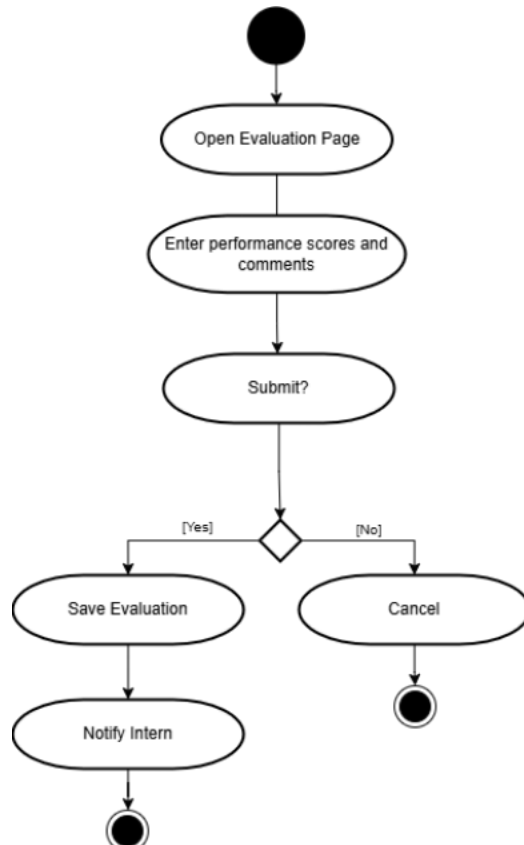 Open Evaluation Page
Enter performance scores and
comments
Submit?
[Yes]
[No]
Save Evaluation
Cancel
Notify Intern